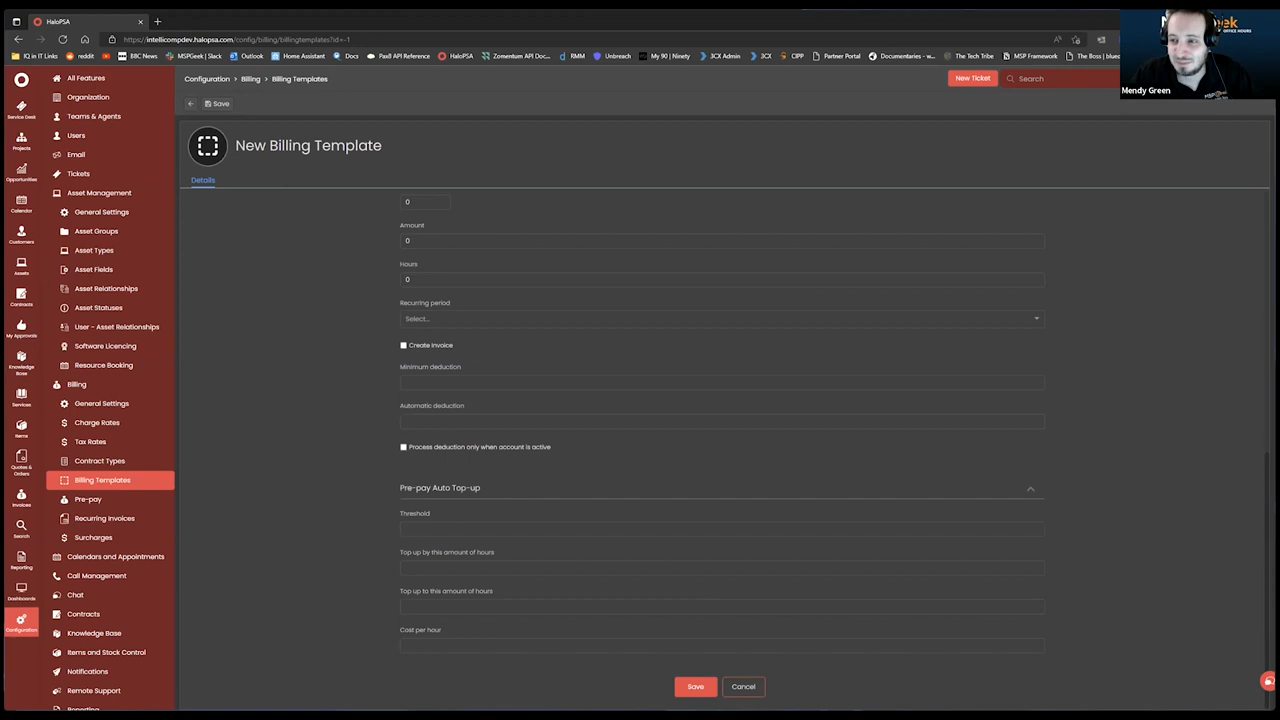 HaloPSA
https://intellicompdev.halopsa.com/config/billing/billingtemplates?id=-1
IQ in IT Links
reddit
BBC News
MSPGeek | Slack
Outlook
Home Assistant
Docs
Pax8 API Reference
HaloPSA
Zomentum API Doc...
iRMM
Unbreach
My 90 | Ninety
3CX Admin
3CX
CIPP
Partner Portal
Documentaries - ...
The Tech Tribe
MSP Framework
The Boss | bluec
OFFICE HOURS
Mendy Green
Service Desk
Projects
Opportunities
Calendar
Customers
Assets
Contracts
My Approvals
Knowledge Base
Services
Items
Quotes & Orders
Invoices
Search
Reporting
Dashboards
Configuration
All Features
Organization
Teams & Agents
Users
Email
Tickets
Asset Management
General Settings
Asset Groups
Asset Types
Asset Fields
Asset Relationships
Asset Statuses
User - Asset Relationships
Software Licencing
Resource Booking
Billing
General Settings
Charge Rates
Tax Rates
Contract Types
Billing Templates
Pre-pay
Recurring Invoices
Surcharges
Calendars and Appointments
Call Management
Chat
Contracts
Knowledge Base
Items and Stock Control
Notifications
Remote Support
Reporting
Configuration > Billing > Billing Templates
New Ticket
Search
Save
New Billing Template
Details
0
Amount
0
Hours
0
Recurring period
Select...
Create Invoice
Minimum deduction
Automatic deduction
Process deduction only when account is active
Pre-pay Auto Top-up
Threshold
Top up by this amount of hours
Top up to this amount of hours
Cost per hour
Save
Cancel